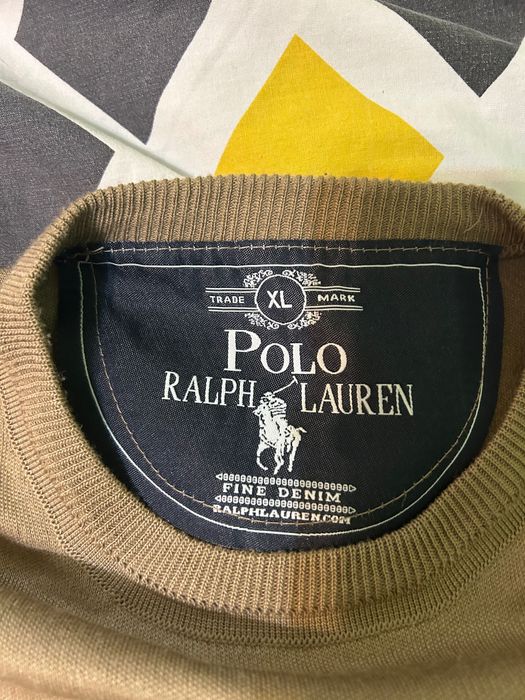 TRADE XL MARK
POLO
RALPH LAUREN
FINE DENIM
RALPHLAUREN.COM